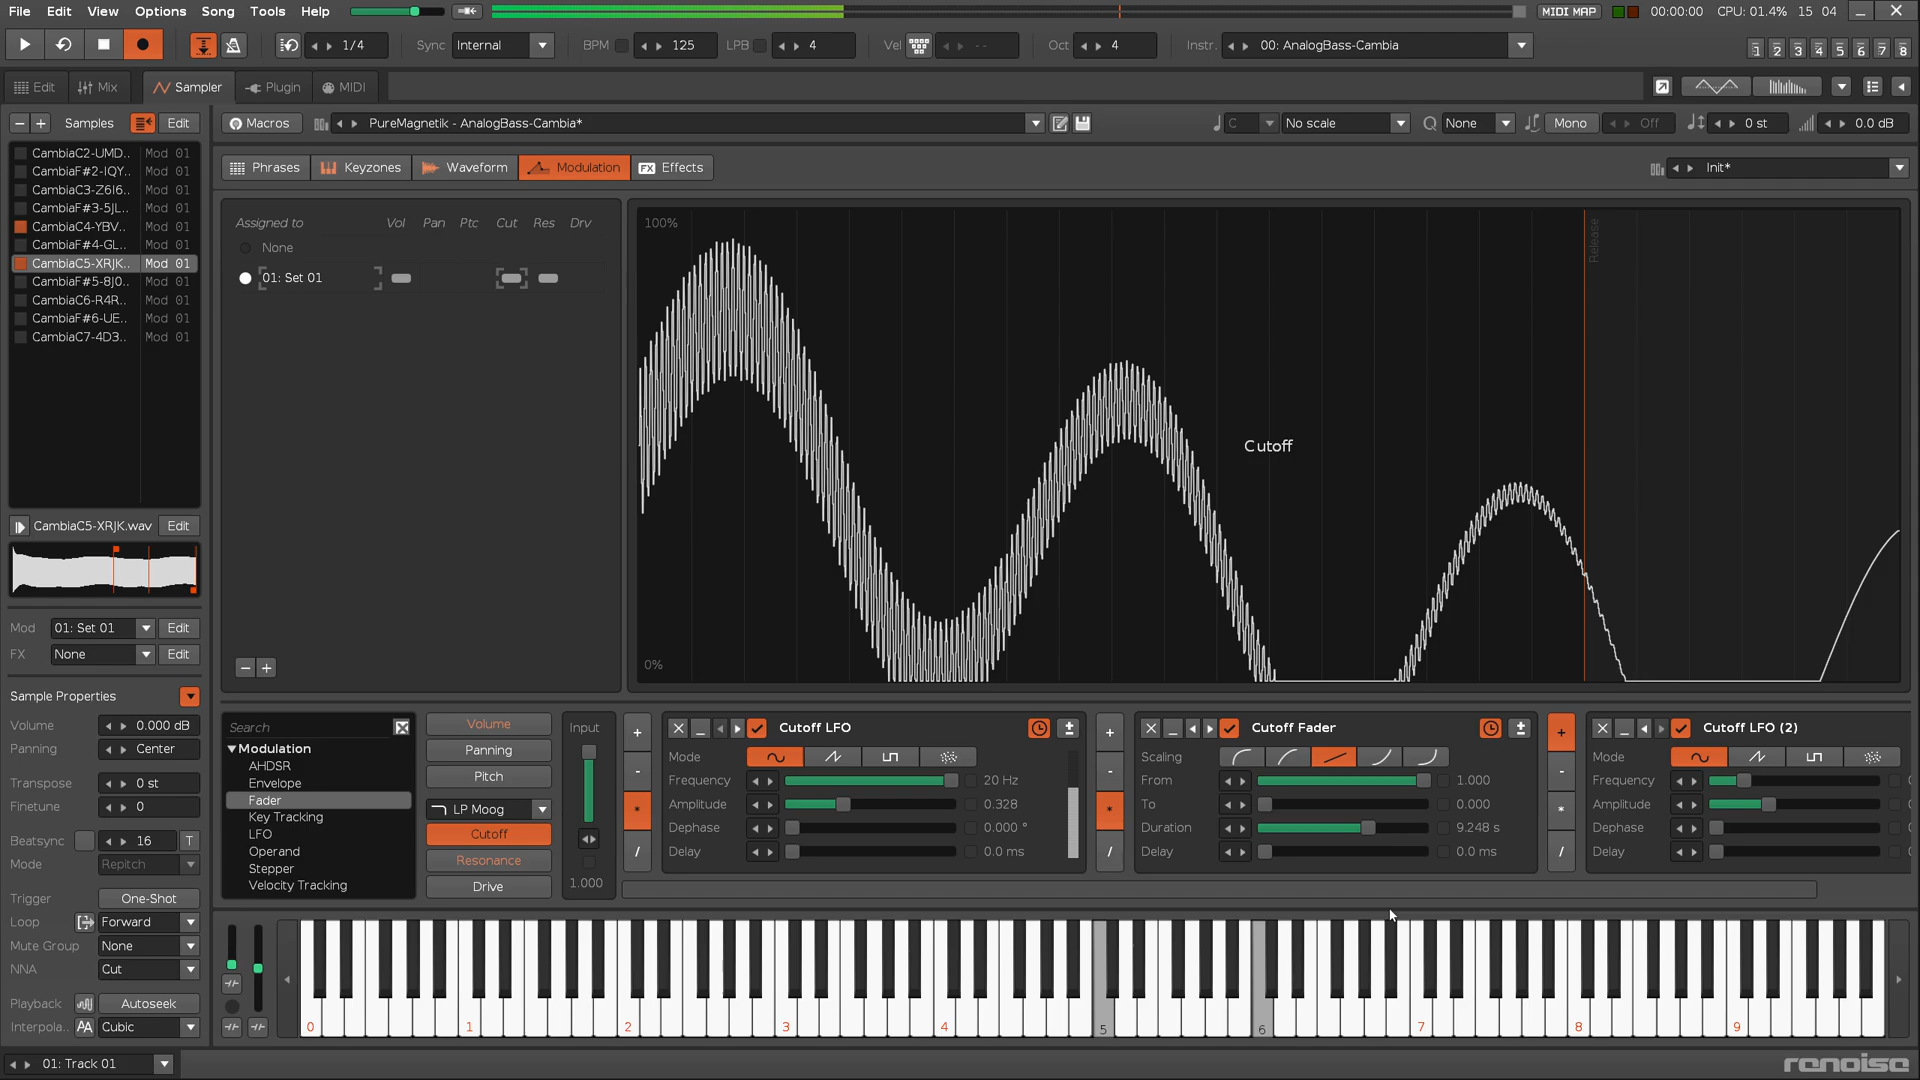 File Edit View Options Song Tools Help MIDI MAP 00:00:00 CPU: 01.4% 15 04
1/4 Sync Internal BPM 125 LPB 4 Vel -- Oct 4 Instr. 00: AnalogBass-Cambia 1 2 3 4 5 6 7 8
Edit Mix Sampler Plugin MIDI
Samples Edit Macros PureMagnetik - AnalogBass-Cambia* C No scale None Mono Off 0 st 0.0 dB
Phrases Keyzones Waveform Modulation FX Effects Init*
CambiaC2-UMD.. Mod 01
CambiaF#2-IQY.. Mod 01
CambiaC3-Z6I6.. Mod 01
CambiaF#3-5JL.. Mod 01
CambiaC4-YBV.. Mod 01
CambiaF#4-GL.. Mod 01
CambiaC5-XRJK.. Mod 01
CambiaF#5-8J0.. Mod 01
CambiaC6-R4R.. Mod 01
CambiaF#6-UE.. Mod 01
CambiaC7-4D3.. Mod 01
Assigned to Vol Pan Ptc Cut Res Drv
None
01: Set 01
100%
Release
Cutoff
0%
CambiaC5-XRJK.wav Edit
Mod 01: Set 01 Edit
FX None Edit
Sample Properties
Volume 0.000 dB
Panning Center
Transpose 0 st
Finetune 0
Beatsync 16 T
Mode Repitch
Trigger One-Shot
Loop Forward
Mute Group None
NNA Cut
Playback Autoseek
Interpola.. AA Cubic
Search
Modulation
AHDSR
Envelope
Fader
Key Tracking
LFO
Operand
Stepper
Velocity Tracking
Volume
Panning
Pitch
LP Moog
Cutoff
Resonance
Drive
Input
1.000
+
-
*
/
Cutoff LFO
Mode
Frequency 20 Hz
Amplitude 0.328
Dephase 0.000 °
Delay 0.0 ms
+
-
*
/
Cutoff Fader
Scaling
From 1.000
To 0.000
Duration 9.248 s
Delay 0.0 ms
+
-
*
/
Cutoff LFO (2)
Mode
Frequency
Amplitude
Dephase
Delay
0 1 2 3 4 5 6 7 8 9
01: Track 01
renoise